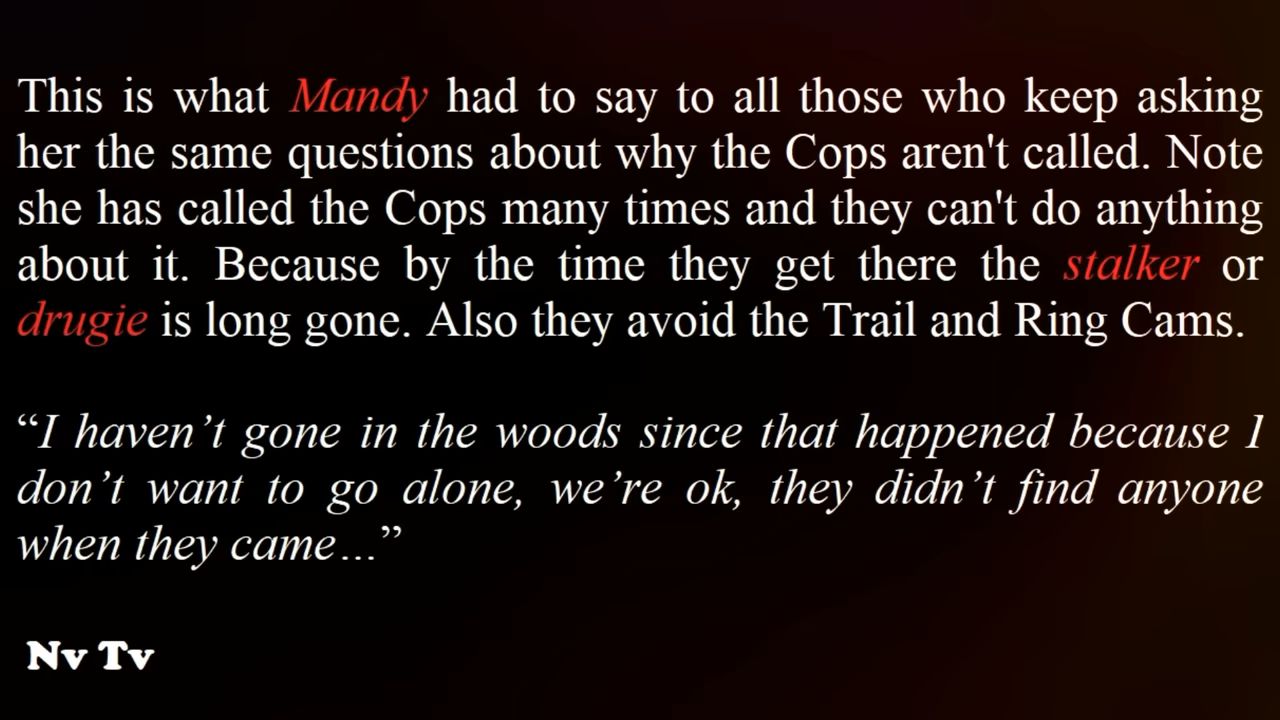 This is what Mandy had to say to all those who keep asking
her the same questions about why the Cops aren't called. Note
she has called the Cops many times and they can't do anything
about it. Because by the time they get there the stalker or
drugie is long gone. Also they avoid the Trail and Ring Cams.
“I haven’t gone in the woods since that happened because I
don’t want to go alone, we’re ok, they didn’t find anyone
when they came…”
Nv Tv